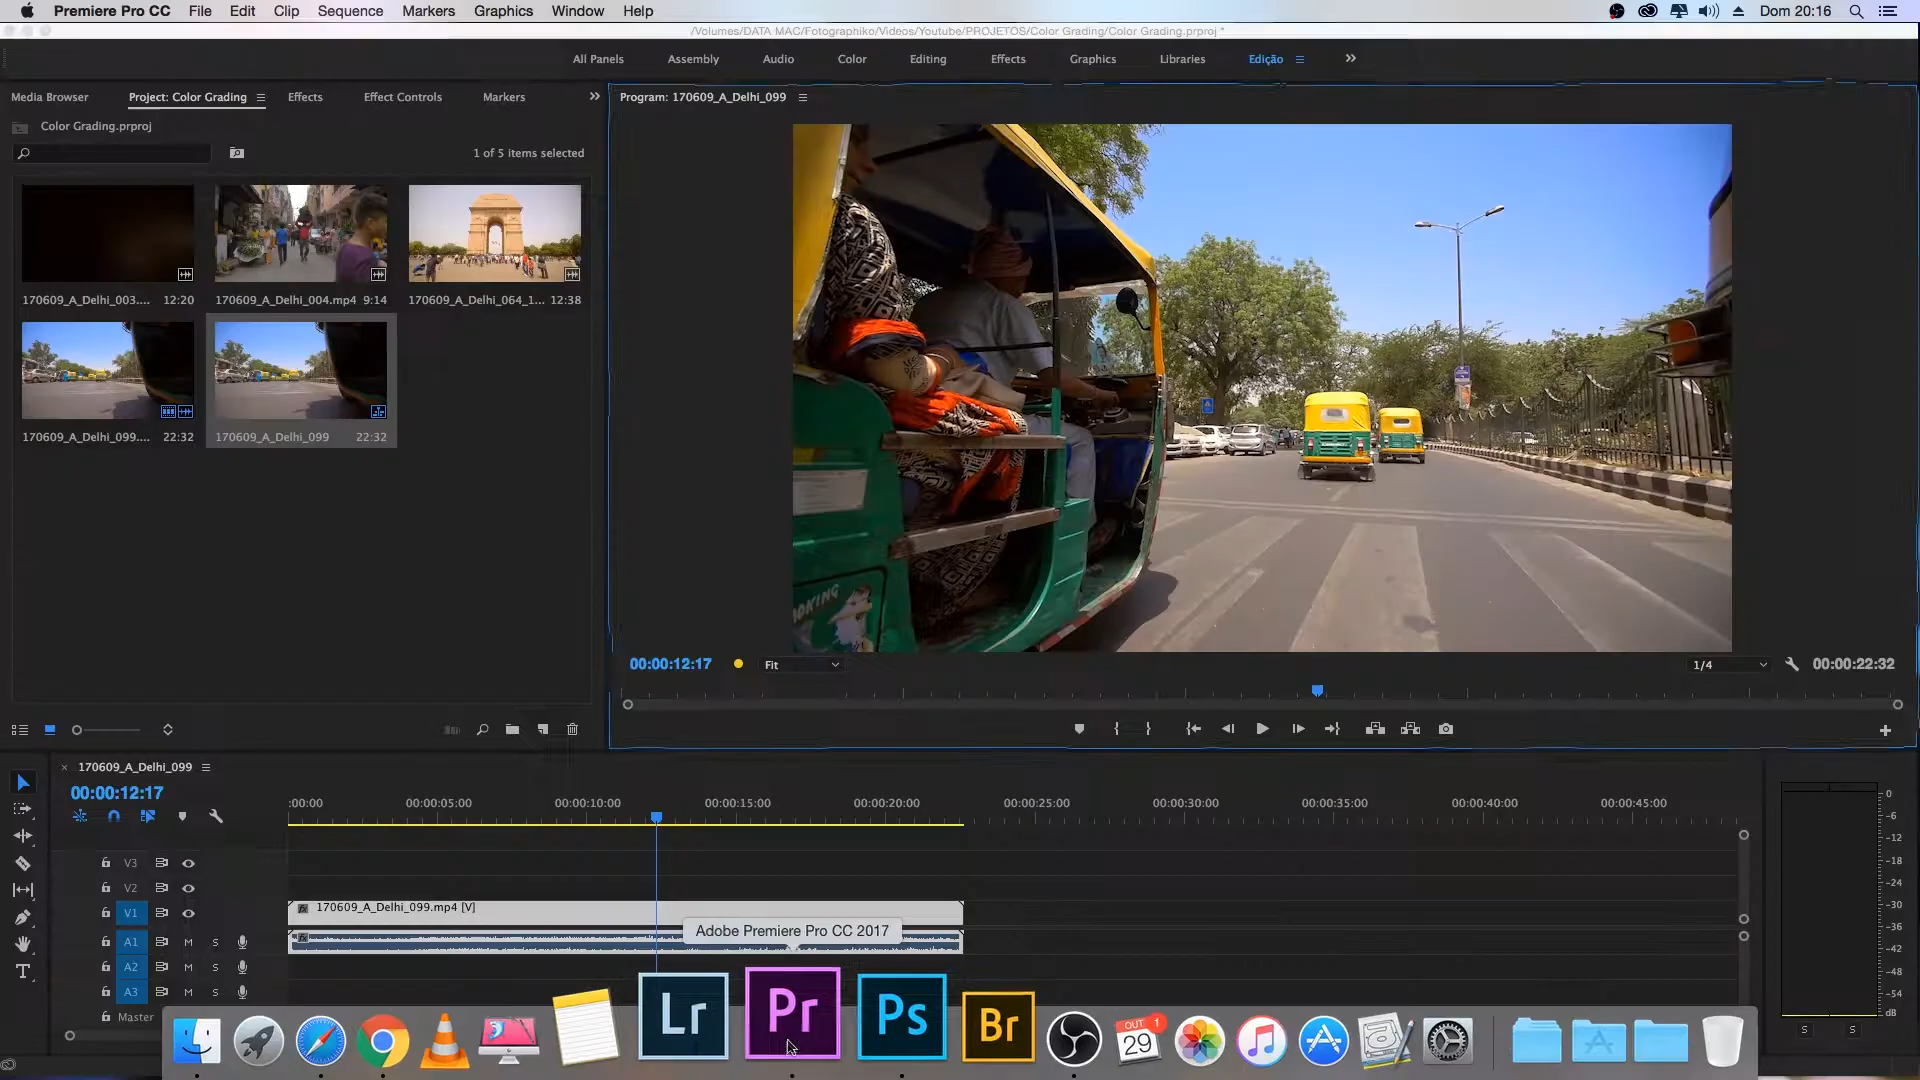 Premiere Pro CC File Edit Clip Sequence Markers Graphics Window Help Dom 20:16
/Volumes/DATA MAC/Fotographiko/Videos/Youtube/PROJETOS/Color Grading/Color Grading.prproj *
All Panels Assembly Audio Color Editing Effects Graphics Libraries Edição
Media Browser Project: Color Grading Effects Effect Controls Markers
Program: 170609_A_Delhi_099
Color Grading.prproj
1 of 5 items selected
170609_A_Delhi_003.... 12:20
170609_A_Delhi_004.mp4 9:14
170609_A_Delhi_064_1... 12:38
170609_A_Delhi_099.... 22:32
170609_A_Delhi_099 22:32
00:00:12:17 Fit 1/4 00:00:22:32
170609_A_Delhi_099
00:00:12:17
:00:00 00:00:05:00 00:00:10:00 00:00:15:00 00:00:20:00 00:00:25:00 00:00:30:00 00:00:35:00 00:00:40:00 00:00:45:00
V3
V2
V1
170609_A_Delhi_099.mp4 [V]
fx
A1 M S
A2 M S
A3 M S
Master
Adobe Premiere Pro CC 2017
Lr
Pr
Ps
Br
OUT
29
1
0
-6
-12
-18
-24
-30
-36
-42
-48
-54
dB
S S